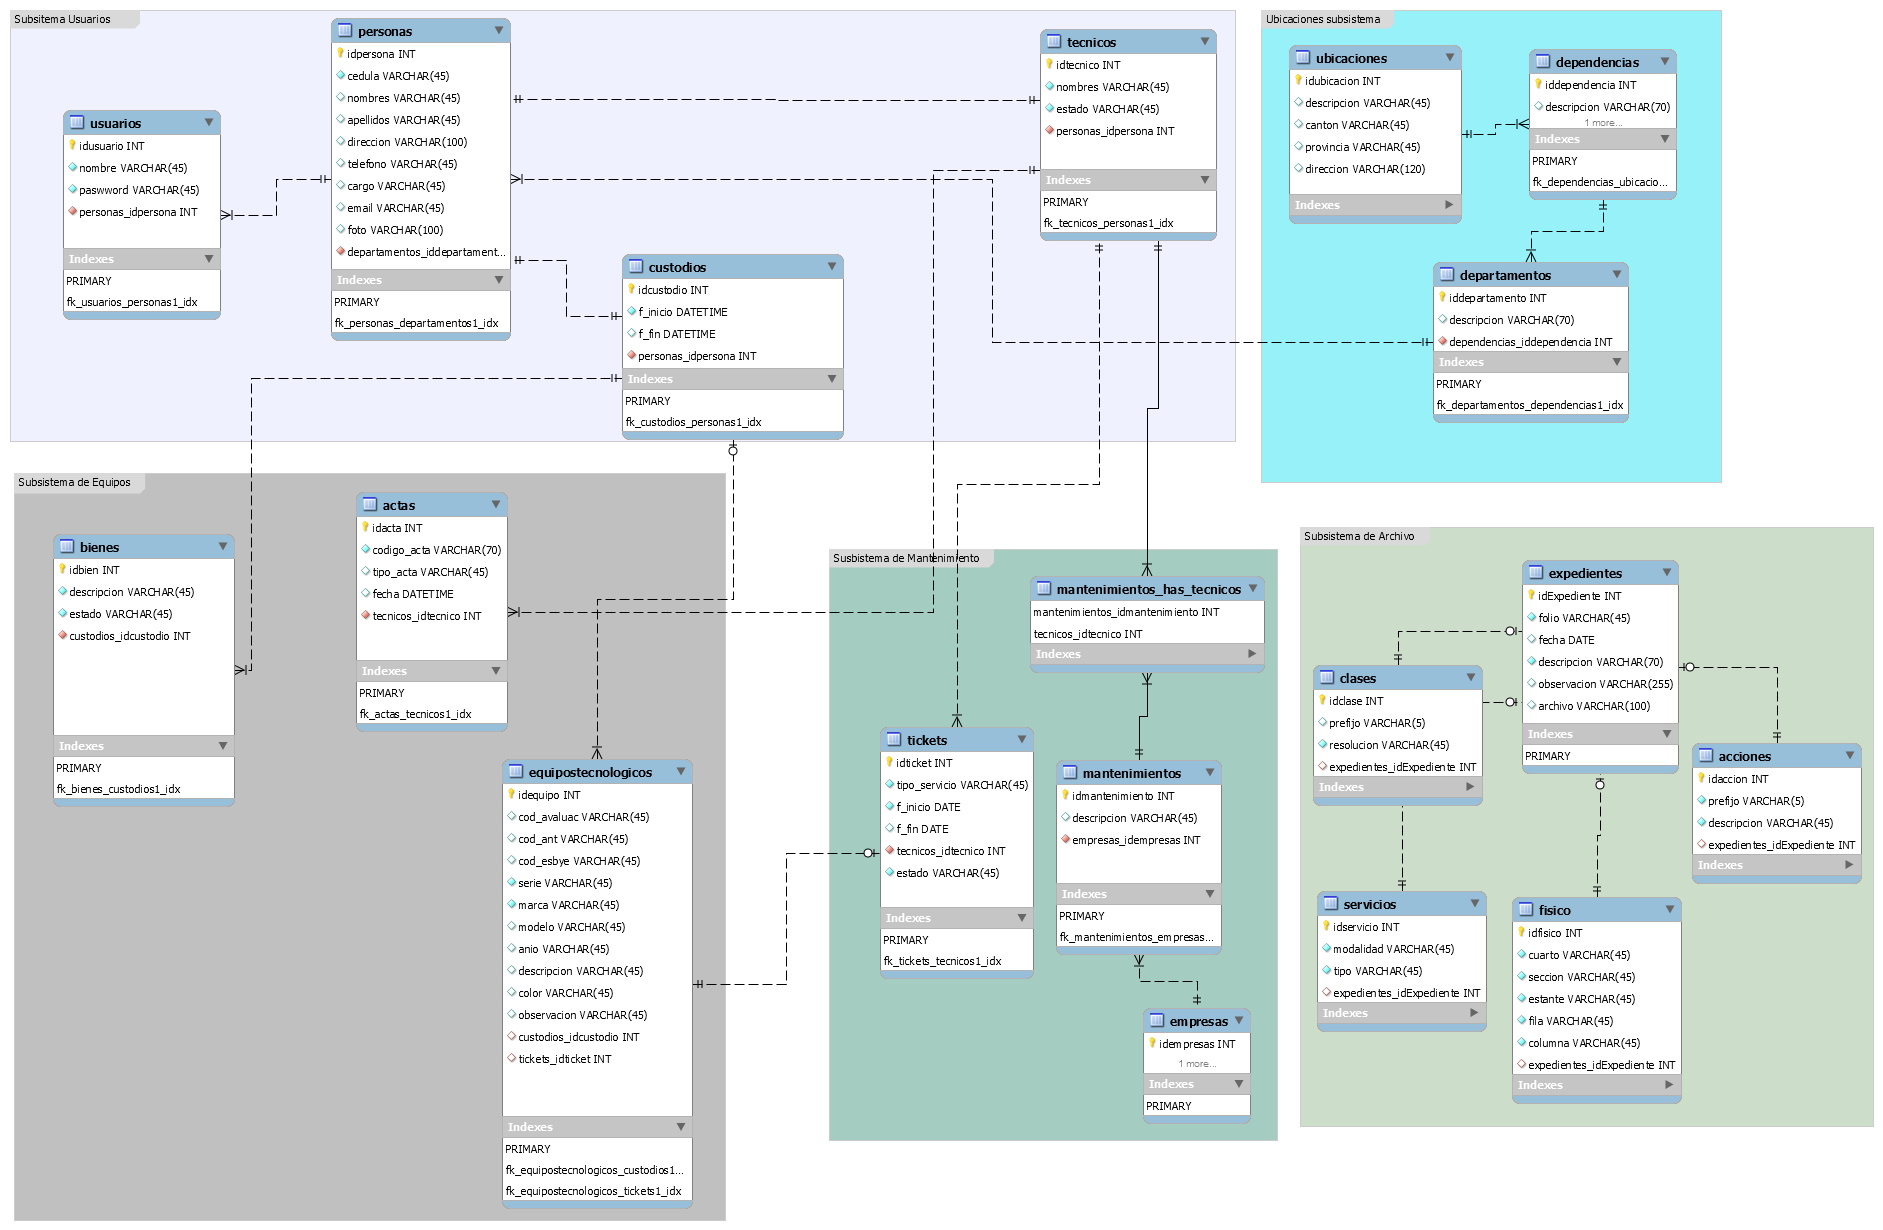 Subsitema Usuarios
personas
idpersona INT
cedula VARCHAR(45)
nombres VARCHAR(45)
apellidos VARCHAR(45)
direccion VARCHAR(100)
telefono VARCHAR(45)
cargo VARCHAR(45)
email VARCHAR(45)
foto VARCHAR(100)
departamentos_iddepartament...
Indexes
PRIMARY
fk_personas_departamentos1_idx
usuarios
idusuario INT
nombre VARCHAR(45)
paswword VARCHAR(45)
personas_idpersona INT
Indexes
PRIMARY
fk_usuarios_personas1_idx
custodios
idcustodio INT
f_inicio DATETIME
f_fin DATETIME
personas_idpersona INT
Indexes
PRIMARY
fk_custodios_personas1_idx
tecnicos
idtecnico INT
nombres VARCHAR(45)
estado VARCHAR(45)
personas_idpersona INT
Indexes
PRIMARY
fk_tecnicos_personas1_idx
Ubicaciones subsistema
ubicaciones
idubicacion INT
descripcion VARCHAR(45)
canton VARCHAR(45)
provincia VARCHAR(45)
direccion VARCHAR(120)
Indexes
dependencias
iddependencia INT
descripcion VARCHAR(70)
1 more...
Indexes
PRIMARY
fk_dependencias_ubicacio...
departamentos
iddepartamento INT
descripcion VARCHAR(70)
dependencias_iddependencia INT
Indexes
PRIMARY
fk_departamentos_dependencias1_idx
Subsistema de Equipos
bienes
idbien INT
descripcion VARCHAR(45)
estado VARCHAR(45)
custodios_idcustodio INT
Indexes
PRIMARY
fk_bienes_custodios1_idx
actas
idacta INT
codigo_acta VARCHAR(70)
tipo_acta VARCHAR(45)
fecha DATETIME
tecnicos_idtecnico INT
Indexes
PRIMARY
fk_actas_tecnicos1_idx
equipostecnologicos
idequipo INT
cod_avaluac VARCHAR(45)
cod_ant VARCHAR(45)
cod_esbye VARCHAR(45)
serie VARCHAR(45)
marca VARCHAR(45)
modelo VARCHAR(45)
anio VARCHAR(45)
descripcion VARCHAR(45)
color VARCHAR(45)
observacion VARCHAR(45)
custodios_idcustodio INT
tickets_idticket INT
Indexes
PRIMARY
fk_equipostecnologicos_custodios1...
fk_equipostecnologicos_tickets1_idx
Susbistema de Mantenimiento
mantenimientos_has_tecnicos
mantenimientos_idmantenimiento INT
tecnicos_idtecnico INT
Indexes
tickets
idticket INT
tipo_servicio VARCHAR(45)
f_inicio DATE
f_fin DATE
tecnicos_idtecnico INT
estado VARCHAR(45)
Indexes
PRIMARY
fk_tickets_tecnicos1_idx
mantenimientos
idmantenimiento INT
descripcion VARCHAR(45)
empresas_idempresas INT
Indexes
PRIMARY
fk_mantenimientos_empresas...
empresas
idempresas INT
1 more...
Indexes
PRIMARY
Subsistema de Archivo
expedientes
idExpediente INT
folio VARCHAR(45)
fecha DATE
descripcion VARCHAR(70)
observacion VARCHAR(255)
archivo VARCHAR(100)
Indexes
PRIMARY
clases
idclase INT
prefijo VARCHAR(5)
resolucion VARCHAR(45)
expedientes_idExpediente INT
Indexes
acciones
idaccion INT
prefijo VARCHAR(5)
descripcion VARCHAR(45)
expedientes_idExpediente INT
Indexes
servicios
idservicio INT
modalidad VARCHAR(45)
tipo VARCHAR(45)
expedientes_idExpediente INT
Indexes
fisico
idfisico INT
cuarto VARCHAR(45)
seccion VARCHAR(45)
estante VARCHAR(45)
fila VARCHAR(45)
columna VARCHAR(45)
expedientes_idExpediente INT
Indexes